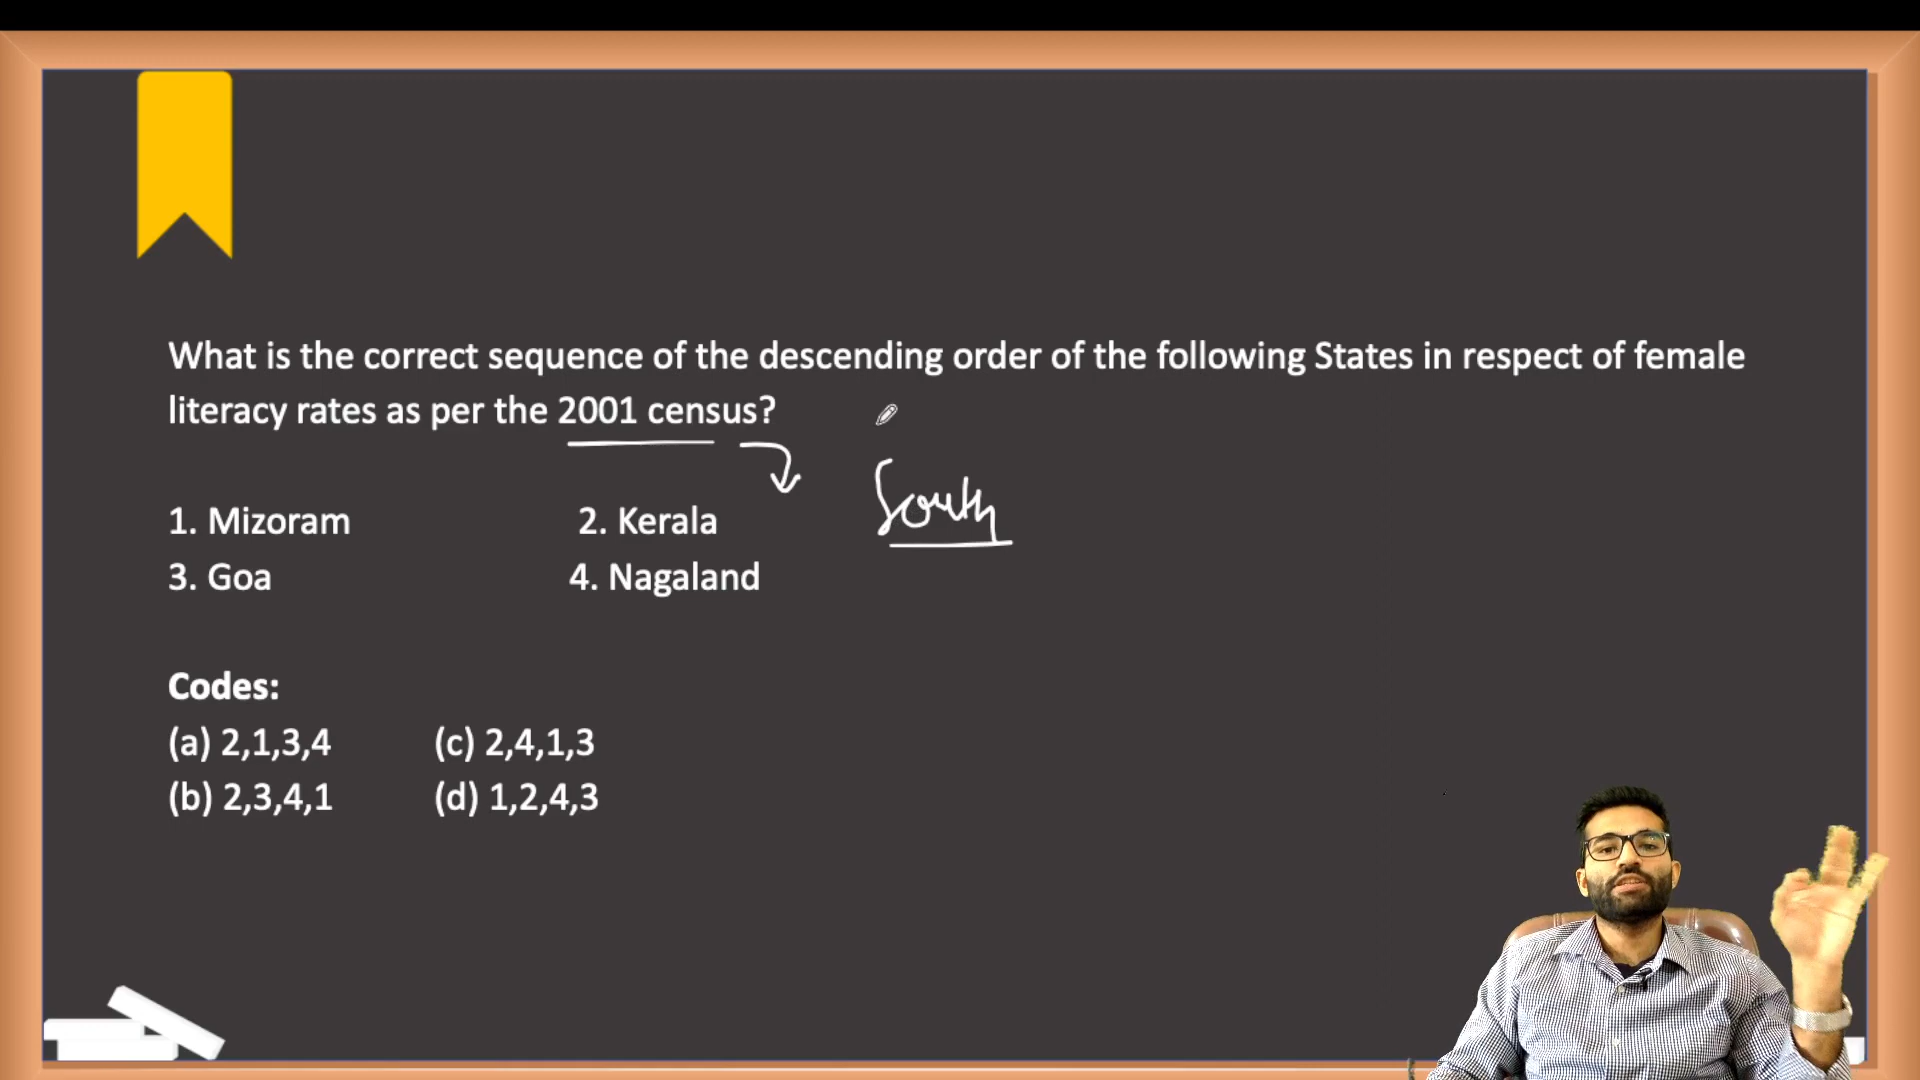 What is the correct sequence of the descending order of the following States in respect of female
literacy rates as per the 2001 census?
South
1. Mizoram 2. Kerala
3. Goa 4. Nagaland
Codes:
(a) 2,1,3,4 (c) 2,4,1,3
(b) 2,3,4,1 (d) 1,2,4,3